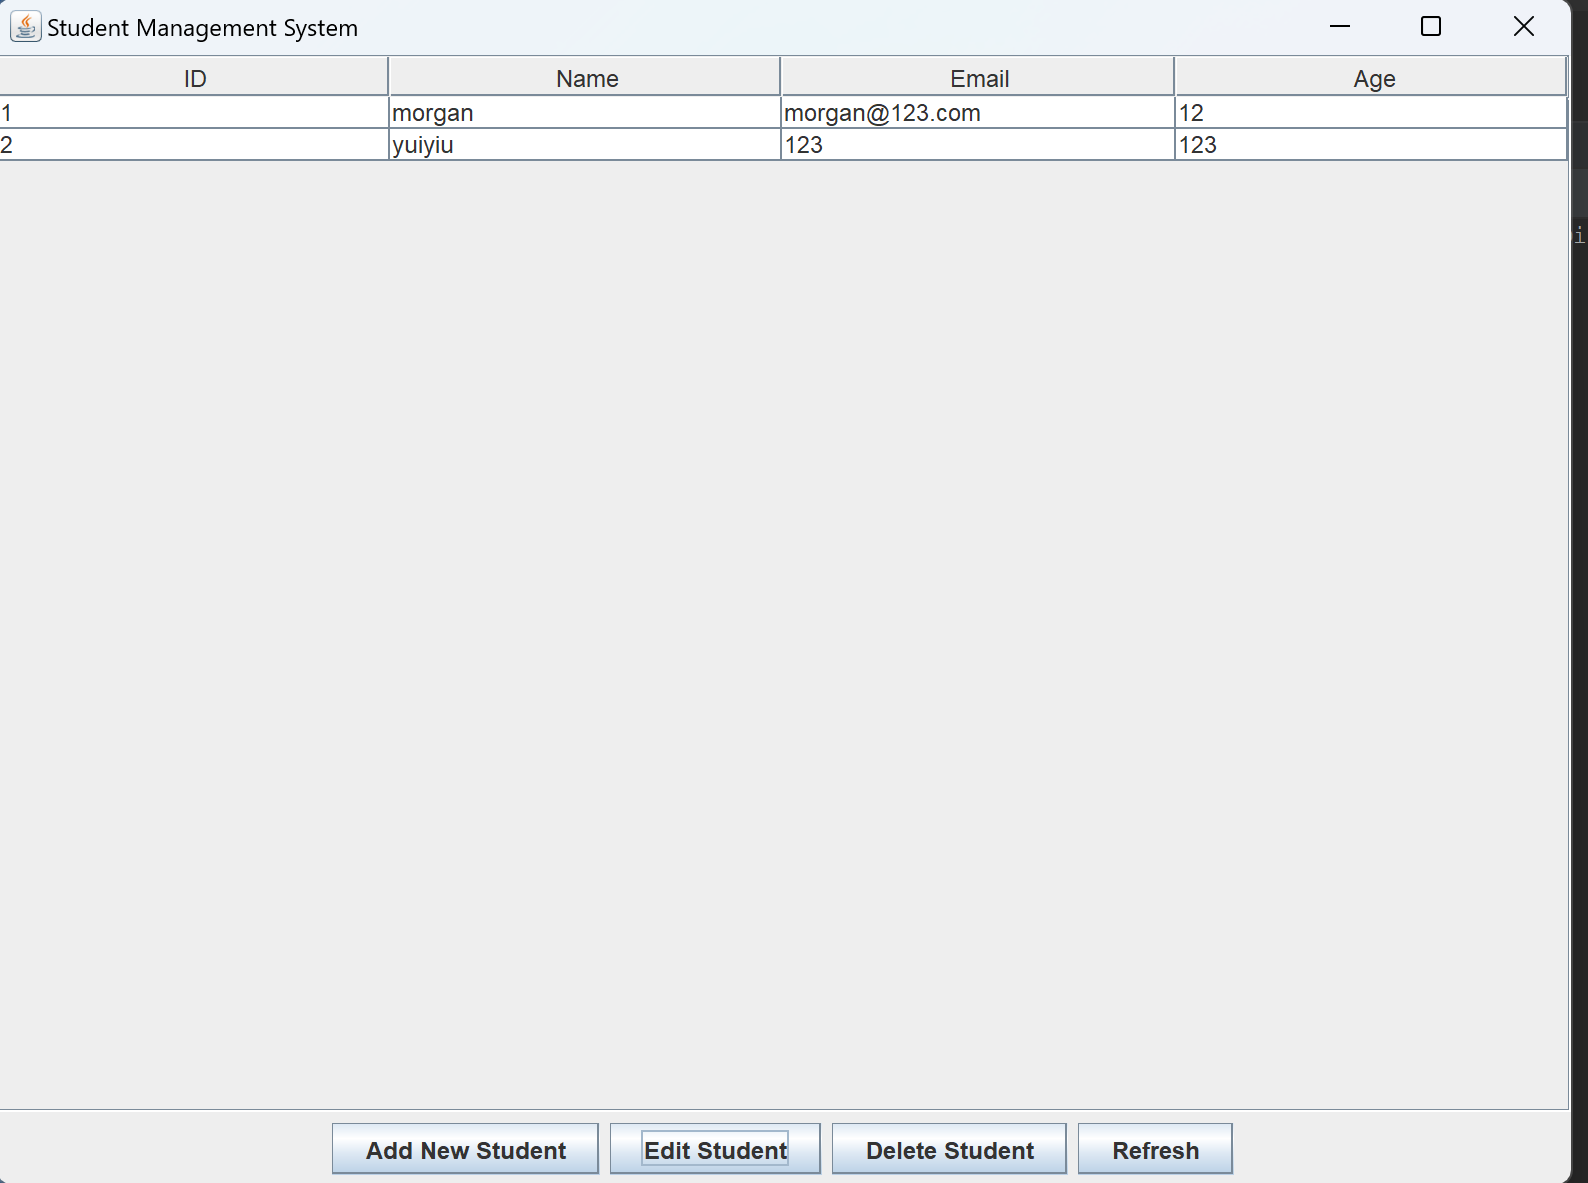 Student Management System
ID Name Email Age
1 morgan morgan@123.com 12
2 yuiyiu 123 123
i
Add New Student Edit Student Delete Student Refresh